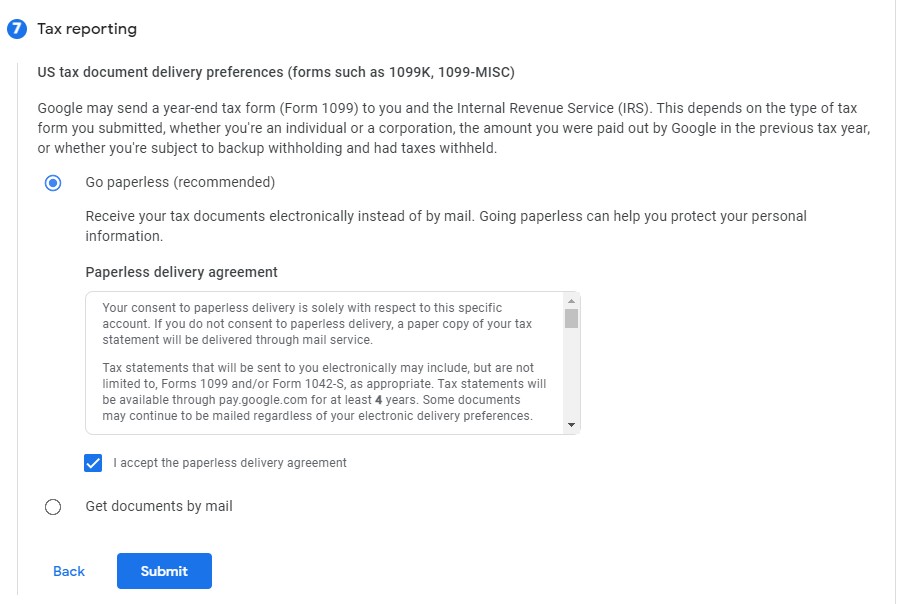 7 Tax reporting
US tax document delivery preferences (forms such as 1099K, 1099-MISC)
Google may send a year-end tax form (Form 1099) to you and the Internal Revenue Service (IRS). This depends on the type of tax
form you submitted, whether you're an individual or a corporation, the amount you were paid out by Google in the previous tax year,
or whether you're subject to backup withholding and had taxes withheld.
Go paperless (recommended)
Receive your tax documents electronically instead of by mail. Going paperless can help you protect your personal
information.
Paperless delivery agreement
Your consent to paperless delivery is solely with respect to this specific
account. If you do not consent to paperless delivery, a paper copy of your tax
statement will be delivered through mail service.
Tax statements that will be sent to you electronically may include, but are not
limited to, Forms 1099 and/or Form 1042-S, as appropriate. Tax statements will
be available through pay.google.com for at least 4 years. Some documents
may continue to be mailed regardless of your electronic delivery preferences.
I accept the paperless delivery agreement
Get documents by mail
Back Submit